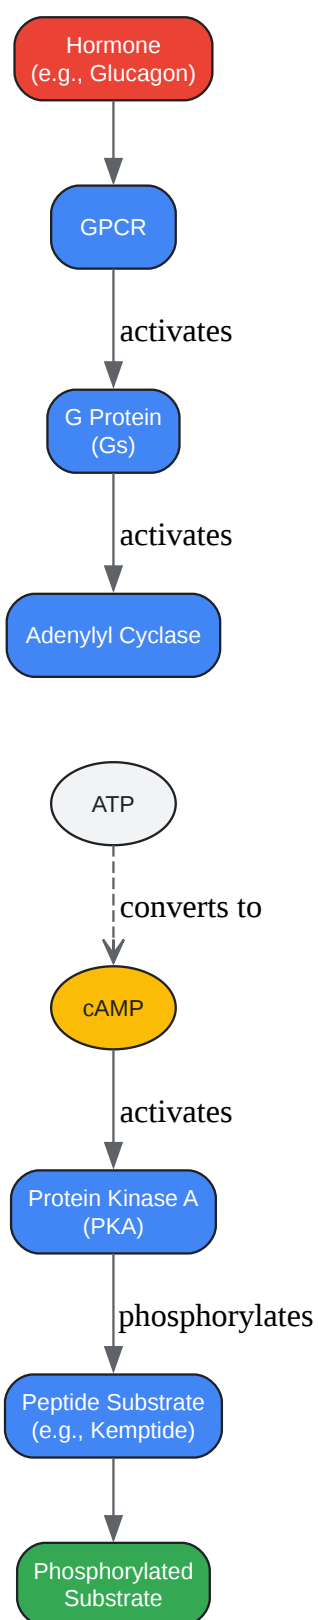 Hormone
(e.g., Glucagon)
GPCR
activates
G Protein
(Gs)
activates
Adenylyl Cyclase
ATP
converts to
cAMP
activates
Protein Kinase A
(PKA)
phosphorylates
Peptide Substrate
(e.g., Kemptide)
Phosphorylated
Substrate